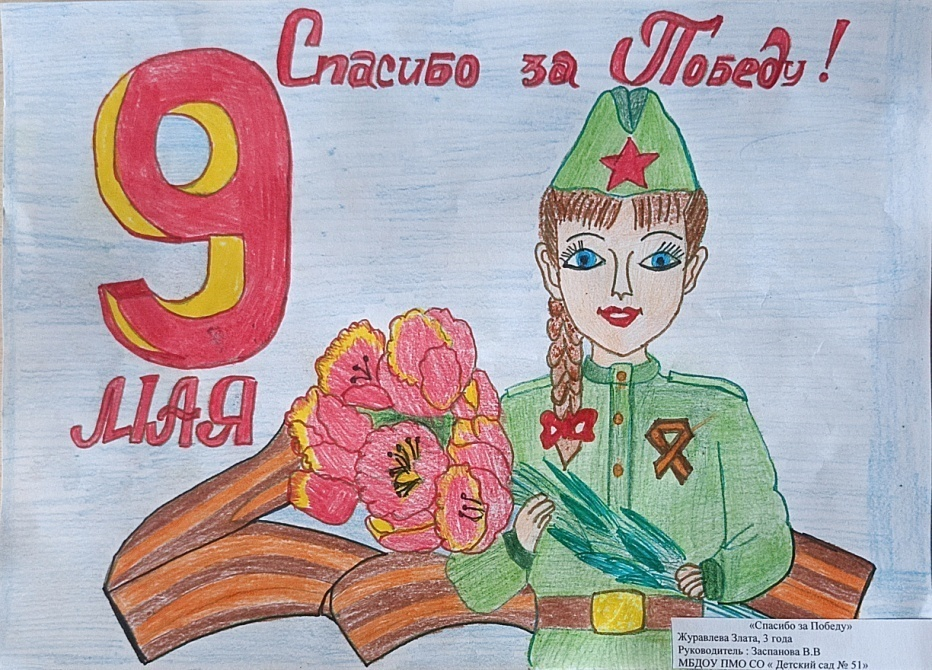 Спасибо за Победу!
9
МАЯ
«Спасибо за Победу»
Журавлева Злата, 3 года
Руководитель : Заспанова В.В
МБДОУ ПМО СО « Детский сад № 51»